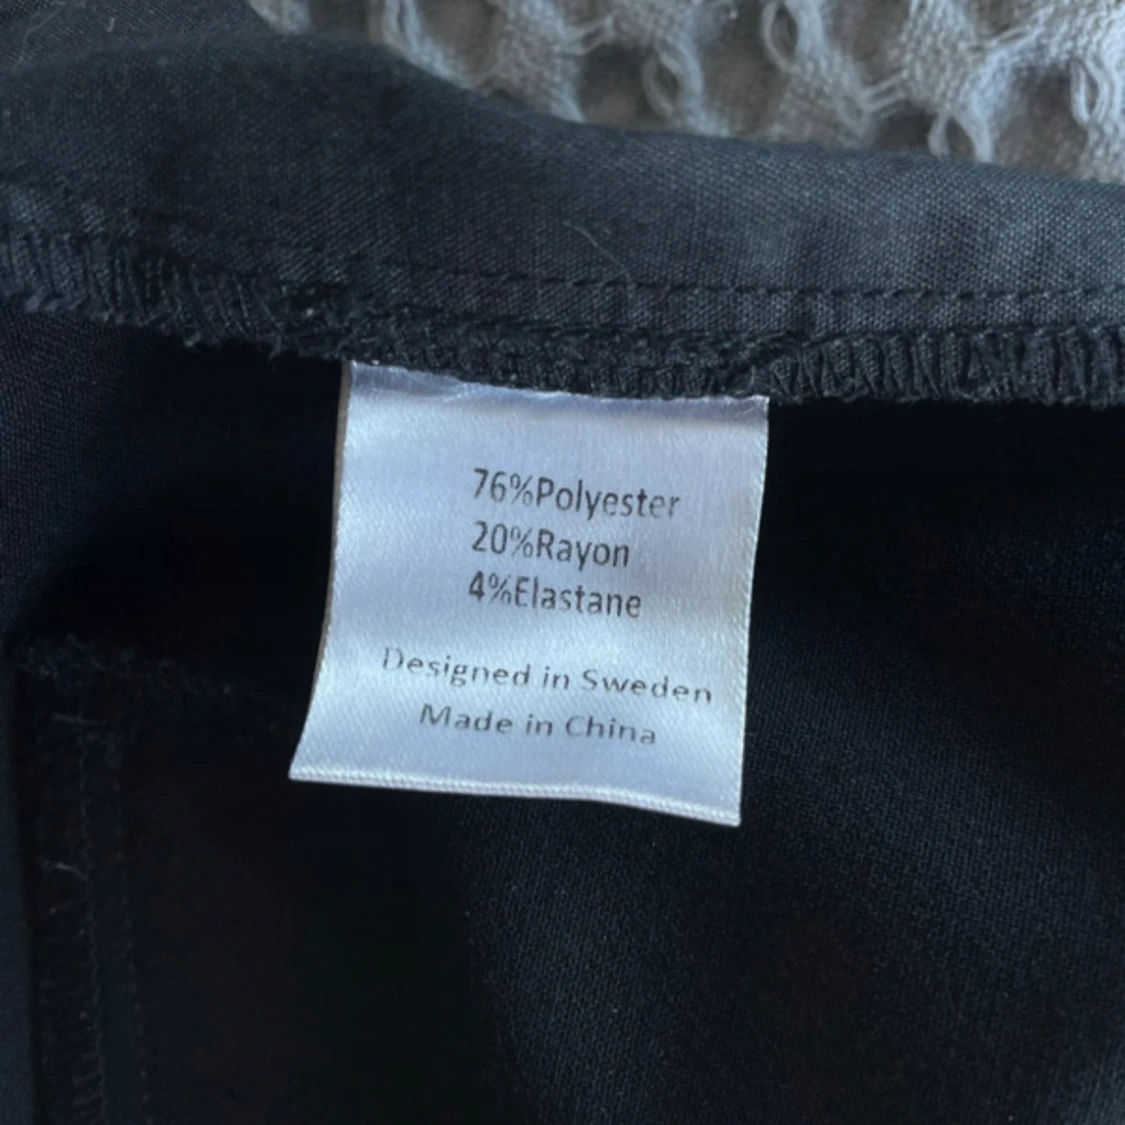 76%Polyester
20%Rayon
4%Elastane
Designed in Sweden
Made in China